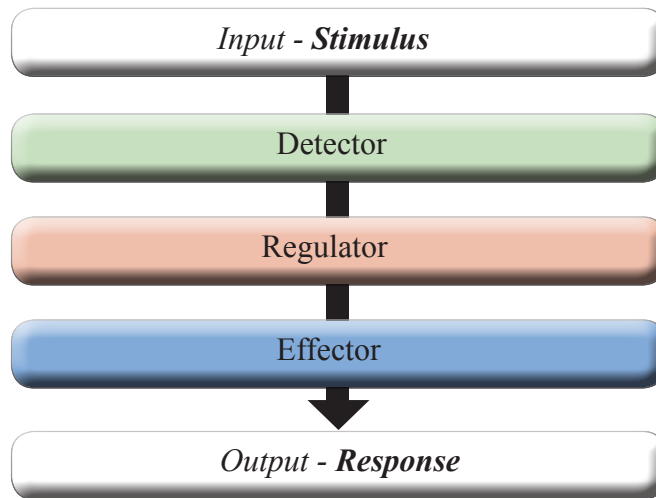 Input - Stimulus
Detector
Regulator
Effector
Output - Response